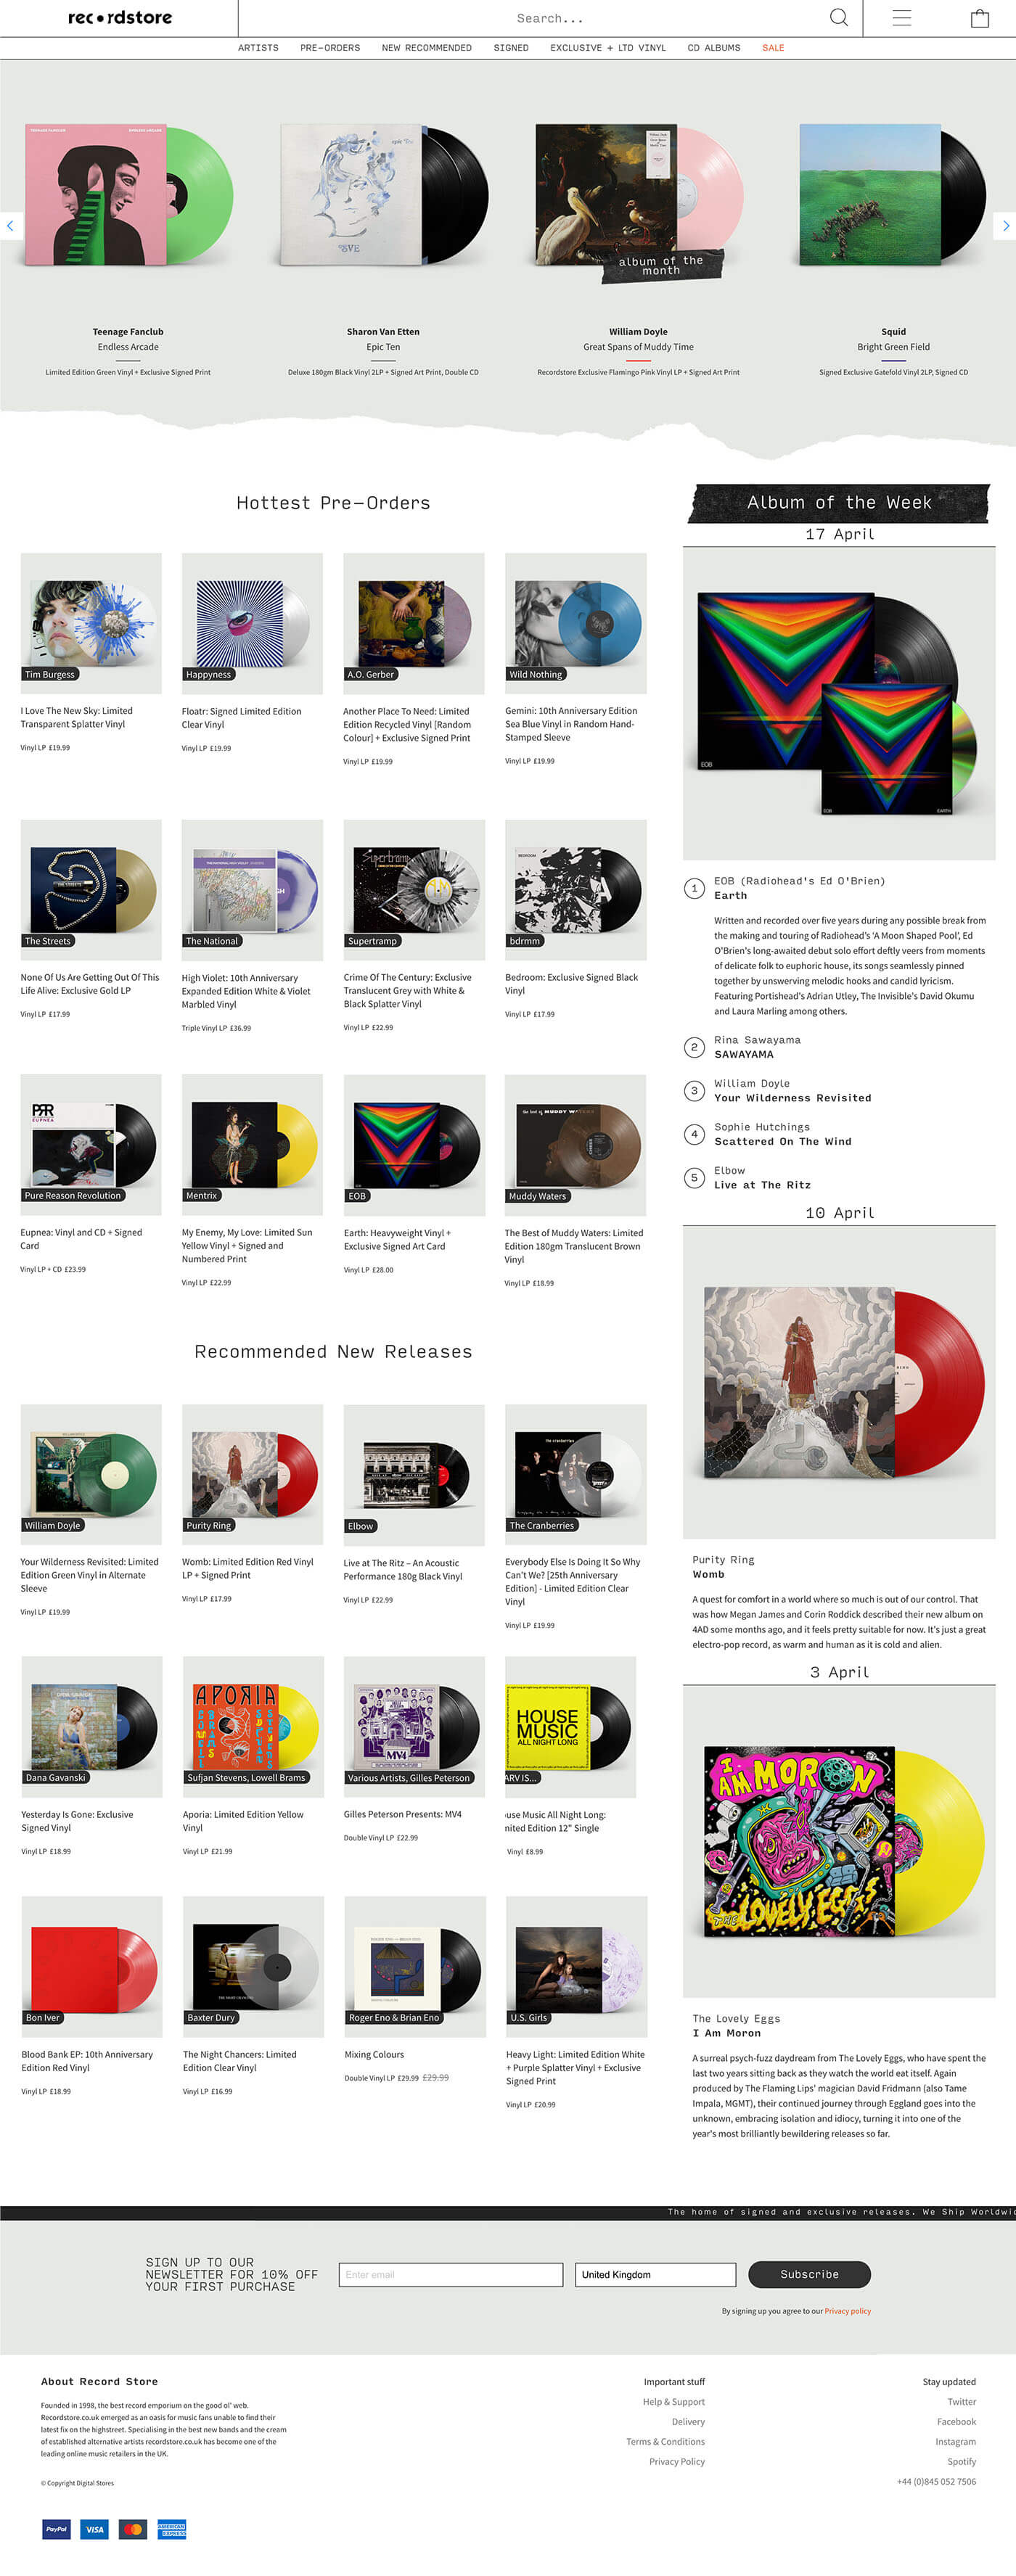 rec●rdstore
Search...
ARTISTS PRE-ORDERS NEW RECOMMENDED SIGNED EXCLUSIVE + LTD VINYL CD ALBUMS SALE
album of the
month
Teenage Fanclub
Endless Arcade
Limited Edition Green Vinyl + Exclusive Signed Print
Sharon Van Etten
Epic Ten
Deluxe 180gm Black Vinyl 2LP + Signed Art Print, Double CD
William Doyle
Great Spans of Muddy Time
Recordstore Exclusive Flamingo Pink Vinyl LP + Signed Art Print
Squid
Bright Green Field
Signed Exclusive Gatefold Vinyl 2LP, Signed CD
Hottest Pre-Orders
Tim Burgess
I Love The New Sky: Limited
Transparent Splatter Vinyl
Vinyl LP £19.99
Happyness
Floatr: Signed Limited Edition
Clear Vinyl
Vinyl LP £19.99
A.O. Gerber
Another Place To Need: Limited
Edition Recycled Vinyl [Random
Colour] + Exclusive Signed Print
Vinyl LP £19.99
Wild Nothing
Gemini: 10th Anniversary Edition
Sea Blue Vinyl in Random Hand-
Stamped Sleeve
Vinyl LP £19.99
The Streets
None Of Us Are Getting Out Of This
Life Alive: Exclusive Gold LP
Vinyl LP £17.99
The National
High Violet: 10th Anniversary
Expanded Edition White & Violet
Marbled Vinyl
Triple Vinyl LP £36.99
Supertramp
Supertramp
Crime Of The Century: Exclusive
Translucent Grey with White &
Black Splatter Vinyl
Vinyl LP £22.99
BEDROOM
bdrmm
Bedroom: Exclusive Signed Black
Vinyl
Vinyl LP £17.99
PRR
EUPNEA
Pure Reason Revolution
Eupnea: Vinyl and CD + Signed
Card
Vinyl LP + CD £23.99
Mentrix
My Enemy, My Love: Limited Sun
Yellow Vinyl + Signed and
Numbered Print
Vinyl LP £22.99
EOB
Earth: Heavyweight Vinyl +
Exclusive Signed Art Card
Vinyl LP £28.00
the best of MUDDY WATERS
Muddy Waters
The Best of Muddy Waters: Limited
Edition 180gm Translucent Brown
Vinyl
Vinyl LP £18.99
Recommended New Releases
William Doyle
Your Wilderness Revisited: Limited
Edition Green Vinyl in Alternate
Sleeve
Vinyl LP £19.99
Purity Ring
Womb: Limited Edition Red Vinyl
LP + Signed Print
Vinyl LP £17.99
Elbow
Live at The Ritz – An Acoustic
Performance 180g Black Vinyl
Vinyl LP £22.99
the cranberries
The Cranberries
Everybody Else Is Doing It So Why
Can't We? [25th Anniversary
Edition] - Limited Edition Clear
Vinyl
Vinyl LP £19.99
Dana Gavanski
Yesterday Is Gone: Exclusive
Signed Vinyl
Vinyl LP £18.99
APORIA
Sufjan Stevens, Lowell Brams
Aporia: Limited Edition Yellow
Vinyl
Vinyl LP £21.99
MV4
Various Artists, Gilles Peterson
Gilles Peterson Presents: MV4
Double Vinyl LP £22.99
HOUSE
MUSIC
ALL NIGHT LONG
ARV IS...
use Music All Night Long:
nited Edition 12" Single
Vinyl £8.99
Bon Iver
Blood Bank EP: 10th Anniversary
Edition Red Vinyl
Vinyl LP £18.99
Baxter Dury
The Night Chancers: Limited
Edition Clear Vinyl
Vinyl LP £16.99
Roger Eno & Brian Eno
Mixing Colours
Double Vinyl LP £29.99 £29.99
U.S. Girls
Heavy Light: Limited Edition White
+ Purple Splatter Vinyl + Exclusive
Signed Print
Vinyl LP £20.99
Album of the Week
17 April
EOB
EOB EARTH
1 EOB (Radiohead's Ed O'Brien)
Earth
Written and recorded over five years during any possible break from
the making and touring of Radiohead's 'A Moon Shaped Pool', Ed
O'Brien's long-awaited debut solo effort deftly veers from moments
of delicate folk to euphoric house, its songs seamlessly pinned
together by unswerving melodic hooks and candid lyricism.
Featuring Portishead's Adrian Utley, The Invisible's David Okumu
and Laura Marling among others.
2 Rina Sawayama
SAWAYAMA
3 William Doyle
Your Wilderness Revisited
4 Sophie Hutchings
Scattered On The Wind
5 Elbow
Live at The Ritz
10 April
Purity Ring
Womb
A quest for comfort in a world where so much is out of our control. That
was how Megan James and Corin Roddick described their new album on
4AD some months ago, and it feels pretty suitable for now. It's just a great
electro-pop record, as warm and human as it is cold and alien.
3 April
I AM MORON
THE LOVELY EGGS
The Lovely Eggs
I Am Moron
A surreal psych-fuzz daydream from The Lovely Eggs, who have spent the
last two years sitting back as they watch the world eat itself. Again
produced by The Flaming Lips' magician David Fridmann (also Tame
Impala, MGMT), their continued journey through Eggland goes into the
unknown, embracing isolation and idiocy, turning it into one of the
year's most brilliantly bewildering releases so far.
The home of signed and exclusive releases. We Ship Worldwi
SIGN UP TO OUR
NEWSLETTER FOR 10% OFF
YOUR FIRST PURCHASE
Enter email
United Kingdom
Subscribe
By signing up you agree to our Privacy policy
About Record Store
Founded in 1998, the best record emporium on the good ol' web.
Recordstore.co.uk emerged as an oasis for music fans unable to find their
latest fix on the highstreet. Specialising in the best new bands and the cream
of established alternative artists recordstore.co.uk has become one of the
leading online music retailers in the UK.
© Copyright Digital Stores
Important stuff
Help & Support
Delivery
Terms & Conditions
Privacy Policy
Stay updated
Twitter
Facebook
Instagram
Spotify
+44 (0)845 052 7506
PayPal
VISA
AMERICAN
EXPRESS